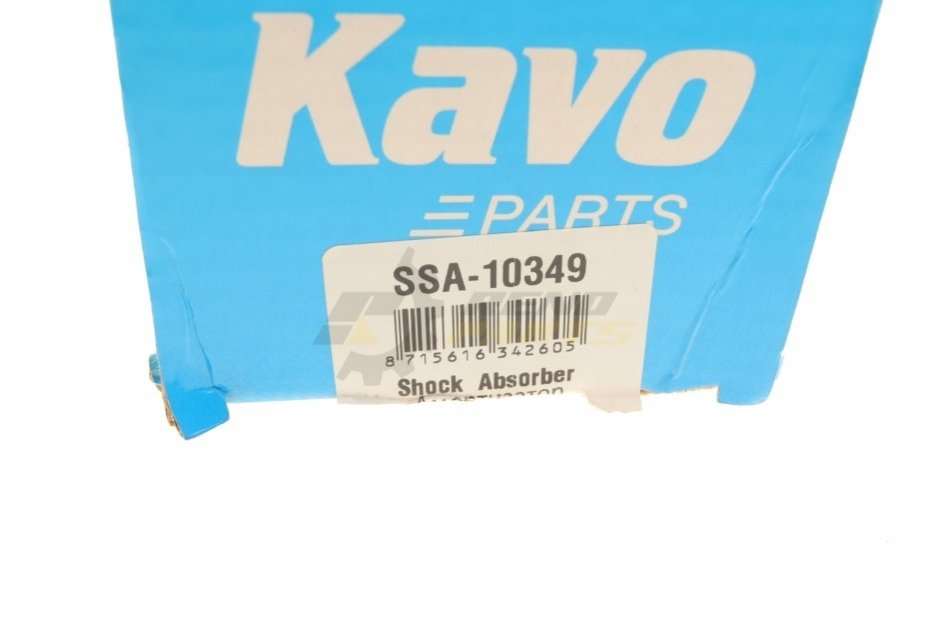 Kavo
PARTS
SSA-10349
8 715616 342605
Shock Absorber